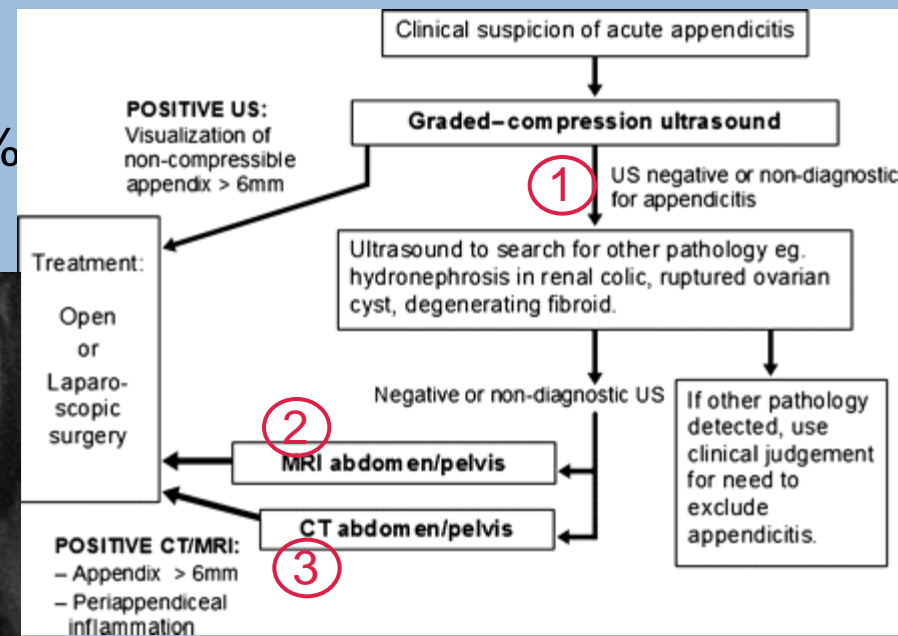 Clinical suspicion of acute appendicitis
%
POSITIVE US:
Visualization of
non-compressible
appendix > 6mm
Graded–compression ultrasound
1
US negative or non-diagnostic
for appendicitis
Treatment:
Open
or
Laparo-
scopic
surgery
Ultrasound to search for other pathology eg.
hydronephrosis in renal colic, ruptured ovarian
cyst, degenerating fibroid.
Negative or non-diagnostic US
If other pathology
detected, use
clinical judgement
for need to
exclude
appendicitis.
2
MRI abdomen/pelvis
CT abdomen/pelvis
3
POSITIVE CT/MRI:
– Appendix > 6mm
– Periappendiceal
inflammation